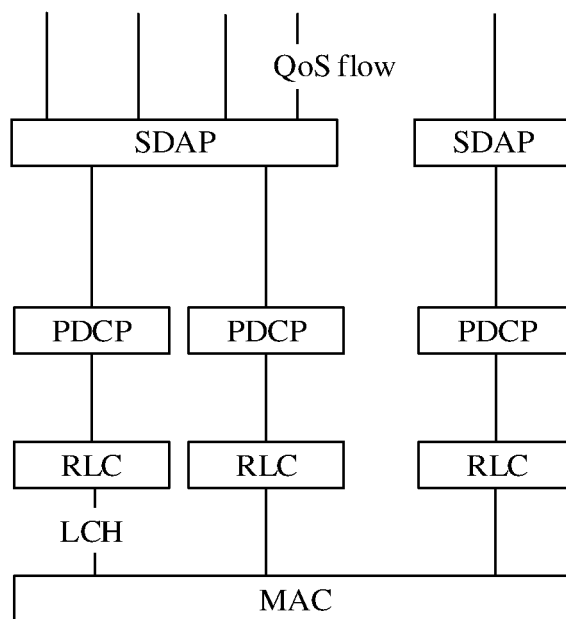 QoS flow
SDAP
SDAP
PDCP
PDCP
PDCP
RLC
RLC
RLC
LCH
MAC